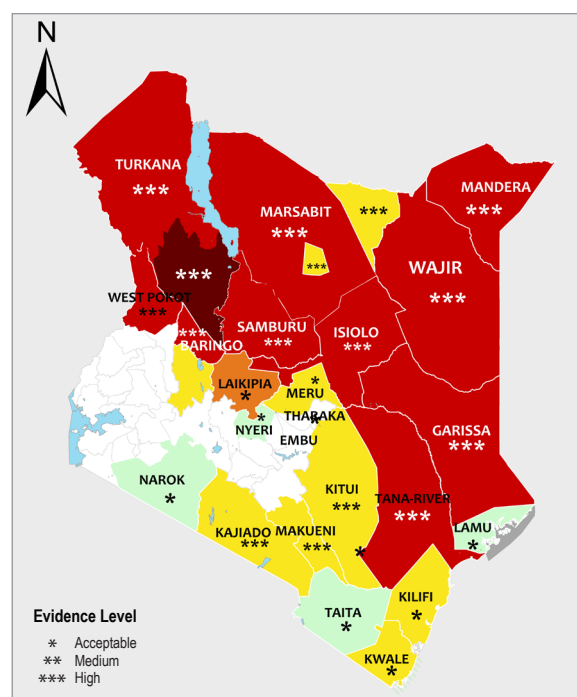 N
TURKANA
***
MANDERA
***
MARSABIT
***
***
***
WAJIR
***
***
WEST POKOT
***
***
BARINGO
SAMBURU
***
ISIOLO
***
LAIKIPIA
*
*
MERU
*
NYERI
THARAKA
*
EMBU
GARISSA
***
NAROK
*
KITUI
***
TANA-RIVER
***
KAJIADO
***
MAKUENI
***
*
LAMU
*
TAITA
*
KILIFI
*
KWALE
*
Evidence Level
* Acceptable
** Medium
*** High